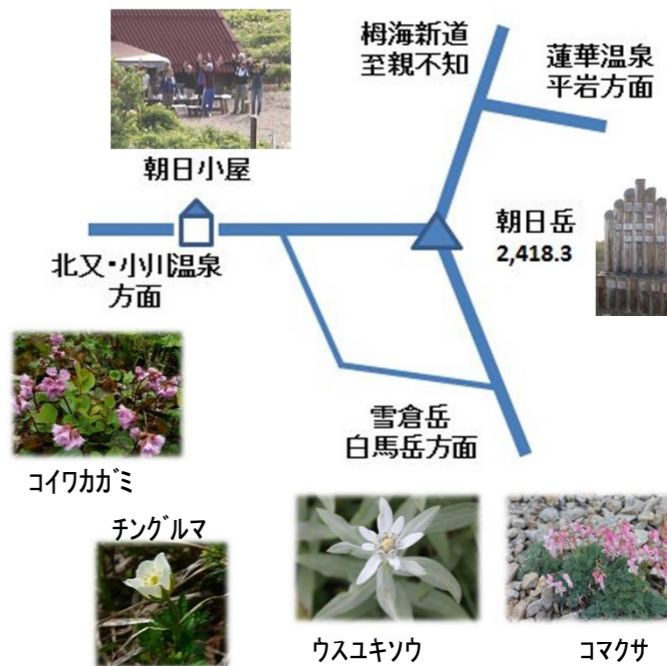 栂海新道
至親不知
蓮華温泉
平岩方面
朝日小屋
朝日岳
2,418.3
北又・小川温泉
方面
雪倉岳
白馬岳方面
コイワカガミ
チングルマ
ウスユキソウ
コマクサ